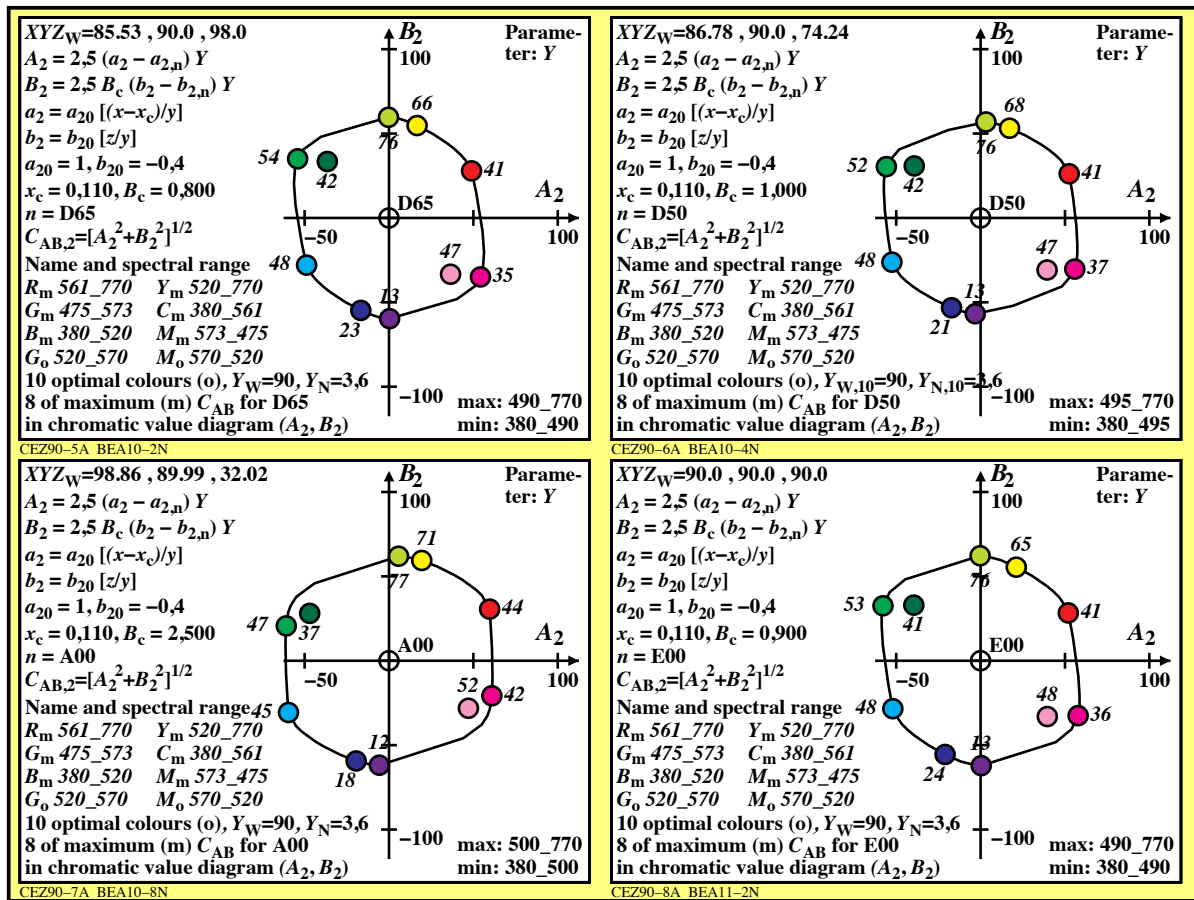 XYZW=85.53 , 90.0 , 98.0
B2
Parame-
ter: Y
A2 = 2,5 (a2 – a2,n) Y
100
B2 = 2,5 Bc (b2 – b2,n) Y
a2 = a20 [(x–xc)/y]
66
b2 = b20 [z/y]
76
54
41
a20 = 1, b20 = –0,4
42
xc = 0,110, Bc = 0,800
A2
n = D65
D65
CAB,2=[A2²+B2²]1/2
–50
100
Name and spectral range
48
47
35
Rm 561_770 Ym 520_770
Gm 475_573 Cm 380_561
13
Bm 380_520 Mm 573_475
23
Go 520_570 Mo 570_520
10 optimal colours (o), YW=90, YN=3,6
8 of maximum (m) CAB for D65
–100
max: 490_770
in chromatic value diagram (A2, B2)
min: 380_490
CEZ90–5A BEA10–2N
XYZW=86.78 , 90.0 , 74.24
B2
Parame-
ter: Y
A2 = 2,5 (a2 – a2,n) Y
100
B2 = 2,5 Bc (b2 – b2,n) Y
a2 = a20 [(x–xc)/y]
68
b2 = b20 [z/y]
76
52
41
a20 = 1, b20 = –0,4
42
xc = 0,110, Bc = 1,000
A2
n = D50
D50
CAB,2=[A2²+B2²]1/2
–50
100
Name and spectral range
48
47
37
Rm 561_770 Ym 520_770
Gm 475_573 Cm 380_561
13
Bm 380_520 Mm 573_475
21
Go 520_570 Mo 570_520
10 optimal colours (o), YW,10=90, YN,10=3,6
8 of maximum (m) CAB for D50
–100
max: 495_770
in chromatic value diagram (A2, B2)
min: 380_495
CEZ90–6A BEA10–4N
XYZW=98.86 , 89.99 , 32.02
B2
Parame-
ter: Y
A2 = 2,5 (a2 – a2,n) Y
100
B2 = 2,5 Bc (b2 – b2,n) Y
a2 = a20 [(x–xc)/y]
71
b2 = b20 [z/y]
77
a20 = 1, b20 = –0,4
44
47
37
xc = 0,110, Bc = 2,500
A2
n = A00
A00
CAB,2=[A2²+B2²]1/2
–50
100
Name and spectral range
45
52
42
Rm 561_770 Ym 520_770
Gm 475_573 Cm 380_561
12
Bm 380_520 Mm 573_475
18
Go 520_570 Mo 570_520
10 optimal colours (o), YW=90, YN=3,6
8 of maximum (m) CAB for A00
–100
max: 500_770
in chromatic value diagram (A2, B2)
min: 380_500
CEZ90–7A BEA10–8N
XYZW=90.0 , 90.0 , 90.0
B2
Parame-
ter: Y
A2 = 2,5 (a2 – a2,n) Y
100
B2 = 2,5 Bc (b2 – b2,n) Y
a2 = a20 [(x–xc)/y]
65
b2 = b20 [z/y]
76
a20 = 1, b20 = –0,4
53
41
41
xc = 0,110, Bc = 0,900
A2
n = E00
E00
CAB,2=[A2²+B2²]1/2
–50
100
Name and spectral range
48
48
36
Rm 561_770 Ym 520_770
Gm 475_573 Cm 380_561
13
Bm 380_520 Mm 573_475
24
Go 520_570 Mo 570_520
10 optimal colours (o), YW=90, YN=3,6
8 of maximum (m) CAB for E00
–100
max: 490_770
in chromatic value diagram (A2, B2)
min: 380_490
CEZ90–8A BEA11–2N